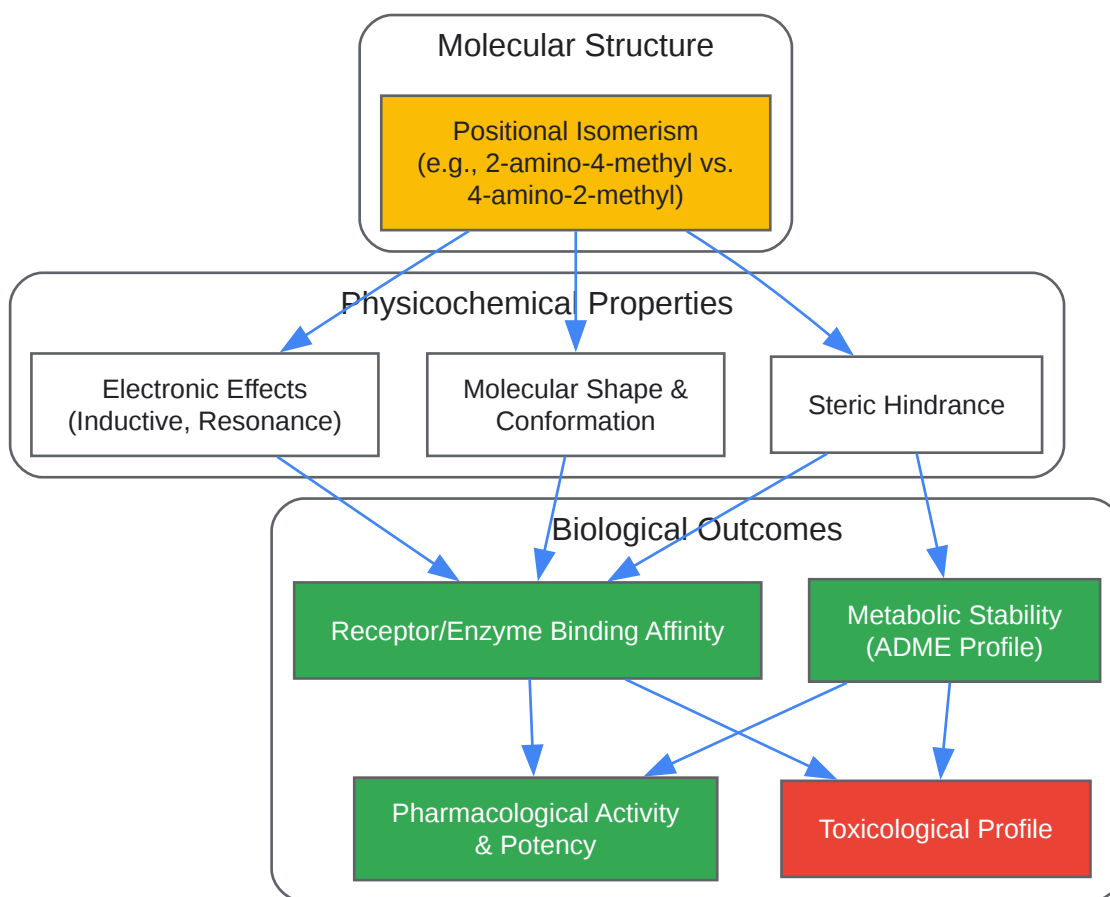 Molecular Structure
Positional Isomerism
(e.g., 2-amino-4-methyl vs.
4-amino-2-methyl)
Physicochemical Properties
Electronic Effects
(Inductive, Resonance)
Molecular Shape &
Conformation
Steric Hindrance
Biological Outcomes
Receptor/Enzyme Binding Affinity
Metabolic Stability
(ADME Profile)
Pharmacological Activity
& Potency
Toxicological Profile